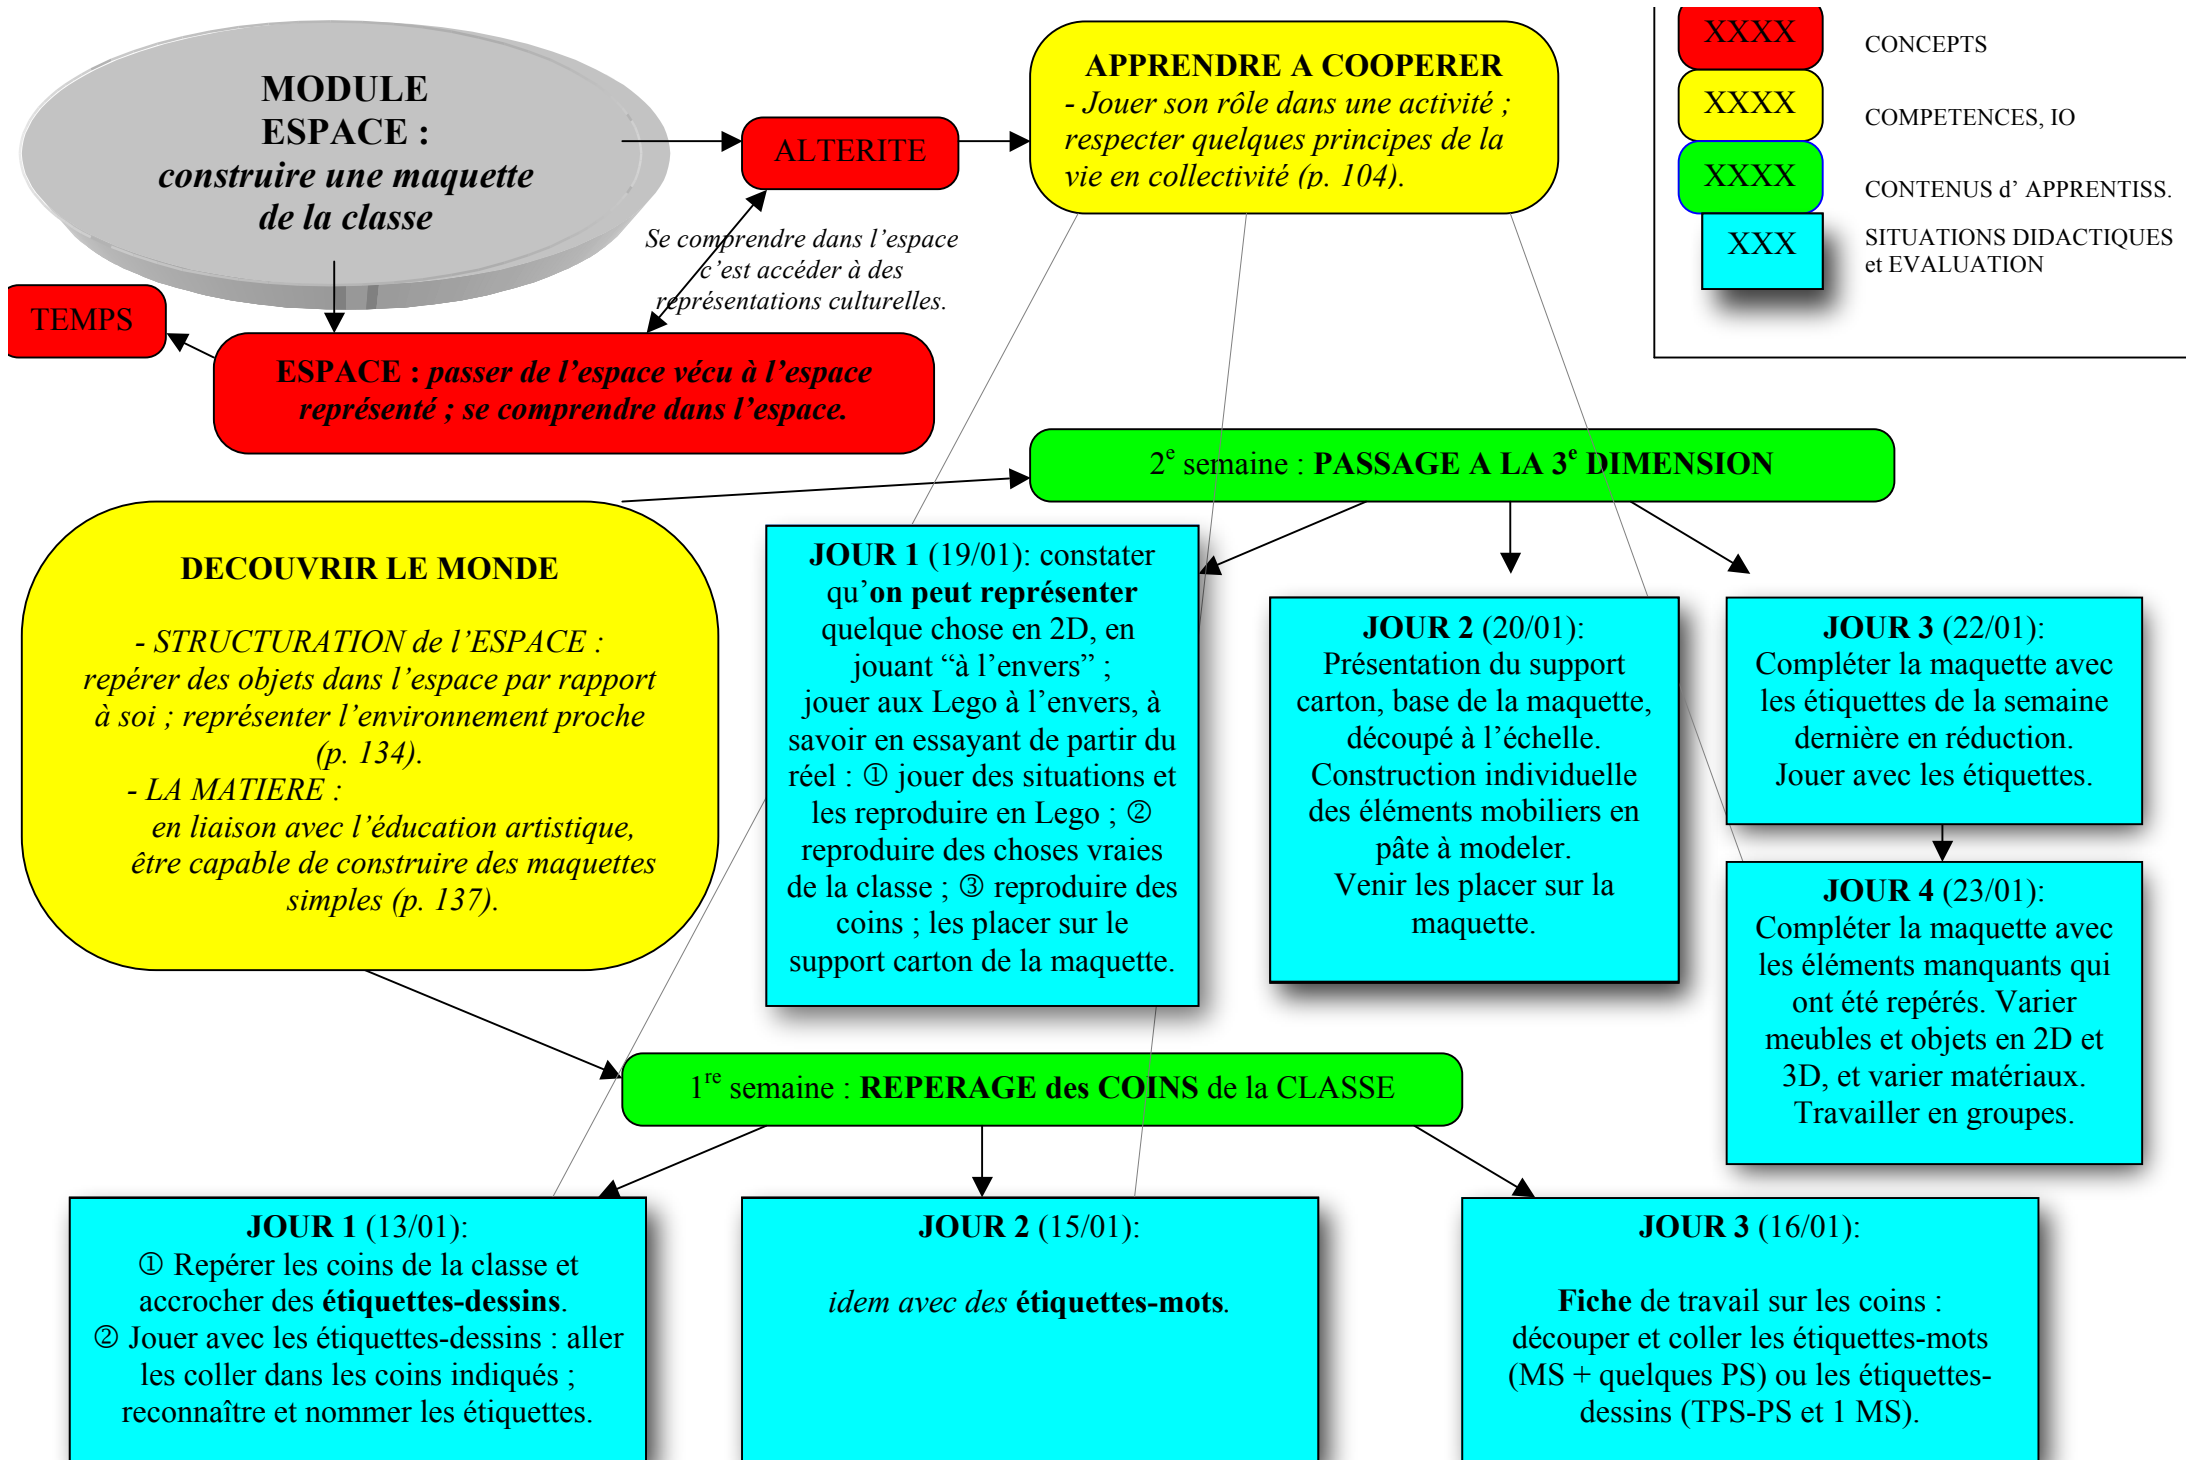 MODULE
ESPACE :
construire une maquette
de la classe
ALTERITE
APPRENDRE A COOPERER
- Jouer son rôle dans une activité ;
respecter quelques principes de la
vie en collectivité (p. 104).
XXXX
CONCEPTS
XXXX
COMPETENCES, IO
XXXX
CONTENUS d’ APPRENTISS.
XXX
SITUATIONS DIDACTIQUES
et EVALUATION
Se comprendre dans l’espace
c’est accéder à des
représentations culturelles.
TEMPS
ESPACE : passer de l’espace vécu à l’espace
représenté ; se comprendre dans l’espace.
2e semaine : PASSAGE A LA 3e DIMENSION
DECOUVRIR LE MONDE
- STRUCTURATION de l’ESPACE :
repérer des objets dans l’espace par rapport
à soi ; représenter l’environnement proche
(p. 134).
- LA MATIERE :
en liaison avec l’éducation artistique,
être capable de construire des maquettes
simples (p. 137).
JOUR 1 (19/01): constater
qu’on peut représenter
quelque chose en 2D, en
jouant “à l’envers” ;
jouer aux Lego à l’envers, à
savoir en essayant de partir du
réel : ① jouer des situations et
les reproduire en Lego ; ②
reproduire des choses vraies
de la classe ; ③ reproduire des
coins ; les placer sur le
support carton de la maquette.
JOUR 2 (20/01):
Présentation du support
carton, base de la maquette,
découpé à l’échelle.
Construction individuelle
des éléments mobiliers en
pâte à modeler.
Venir les placer sur la
maquette.
JOUR 3 (22/01):
Compléter la maquette avec
les étiquettes de la semaine
dernière en réduction.
Jouer avec les étiquettes.
JOUR 4 (23/01):
Compléter la maquette avec
les éléments manquants qui
ont été repérés. Varier
meubles et objets en 2D et
3D, et varier matériaux.
Travailler en groupes.
1re semaine : REPERAGE des COINS de la CLASSE
JOUR 1 (13/01):
① Repérer les coins de la classe et
accrocher des étiquettes-dessins.
② Jouer avec les étiquettes-dessins : aller
les coller dans les coins indiqués ;
reconnaître et nommer les étiquettes.
JOUR 2 (15/01):
idem avec des étiquettes-mots.
JOUR 3 (16/01):
Fiche de travail sur les coins :
découper et coller les étiquettes-mots
(MS + quelques PS) ou les étiquettes-
dessins (TPS-PS et 1 MS).